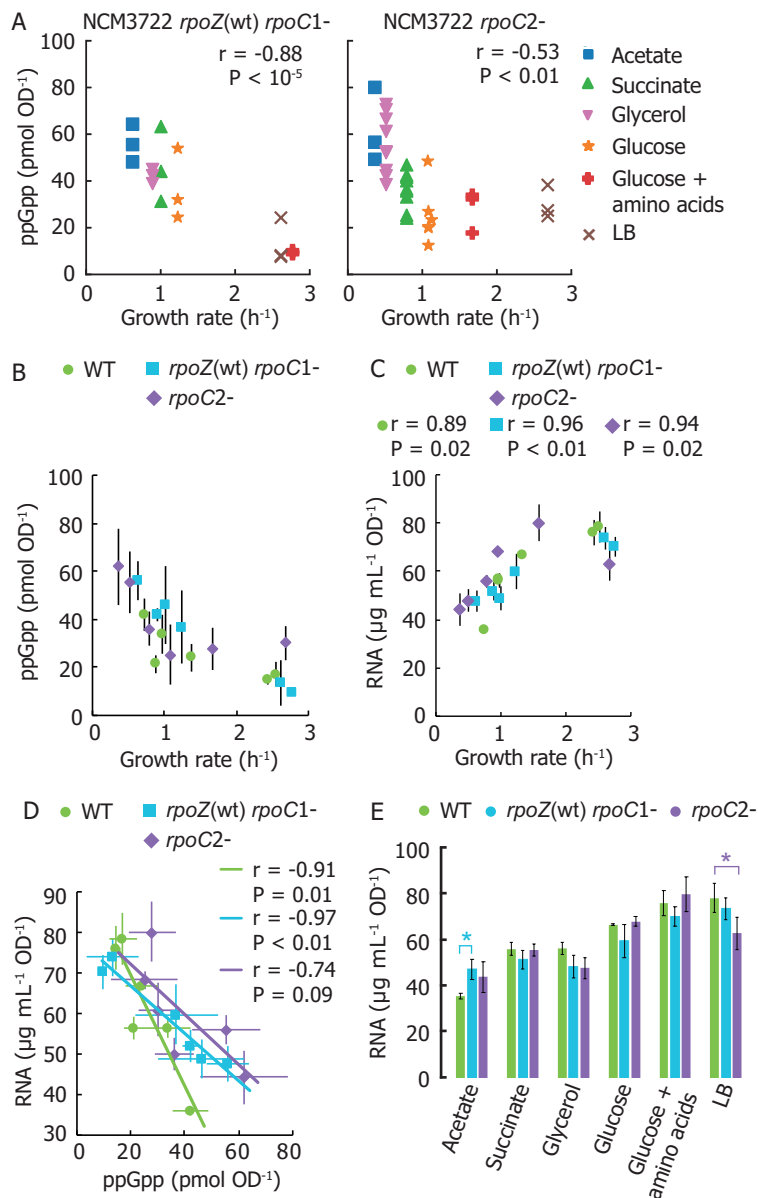 A
NCM3722 rpoZ(wt) rpoC1-
NCM3722 rpoC2-
r = -0.88
P < 10-5
r = -0.53
P < 0.01
Acetate
Succinate
Glycerol
Glucose
Glucose +
amino acids
LB
ppGpp (pmol OD-1)
100
80
60
40
20
0
0 1 2 3
0 1 2 3
Growth rate (h-1)
Growth rate (h-1)
B
WT
rpoZ(wt) rpoC1-
rpoC2-
ppGpp (pmol OD-1)
100
80
60
40
20
0
0 1 2 3
Growth rate (h-1)
C
WT
rpoZ(wt) rpoC1-
rpoC2-
r = 0.89
P = 0.02
r = 0.96
P < 0.01
r = 0.94
P = 0.02
RNA (µg mL-1 OD-1)
100
80
60
40
20
0
0 1 2 3
Growth rate (h-1)
D
WT
rpoZ(wt) rpoC1-
rpoC2-
r = -0.91
P = 0.01
r = -0.97
P < 0.01
r = -0.74
P = 0.09
RNA (µg mL-1 OD-1)
90
80
70
60
50
40
30
0 20 40 60 80
ppGpp (pmol OD-1)
E
WT rpoZ(wt) rpoC1- rpoC2-
RNA (µg mL-1 OD-1)
100
80
60
40
20
0
*
*
Acetate
Succinate
Glycerol
Glucose
Glucose +
amino acids
LB